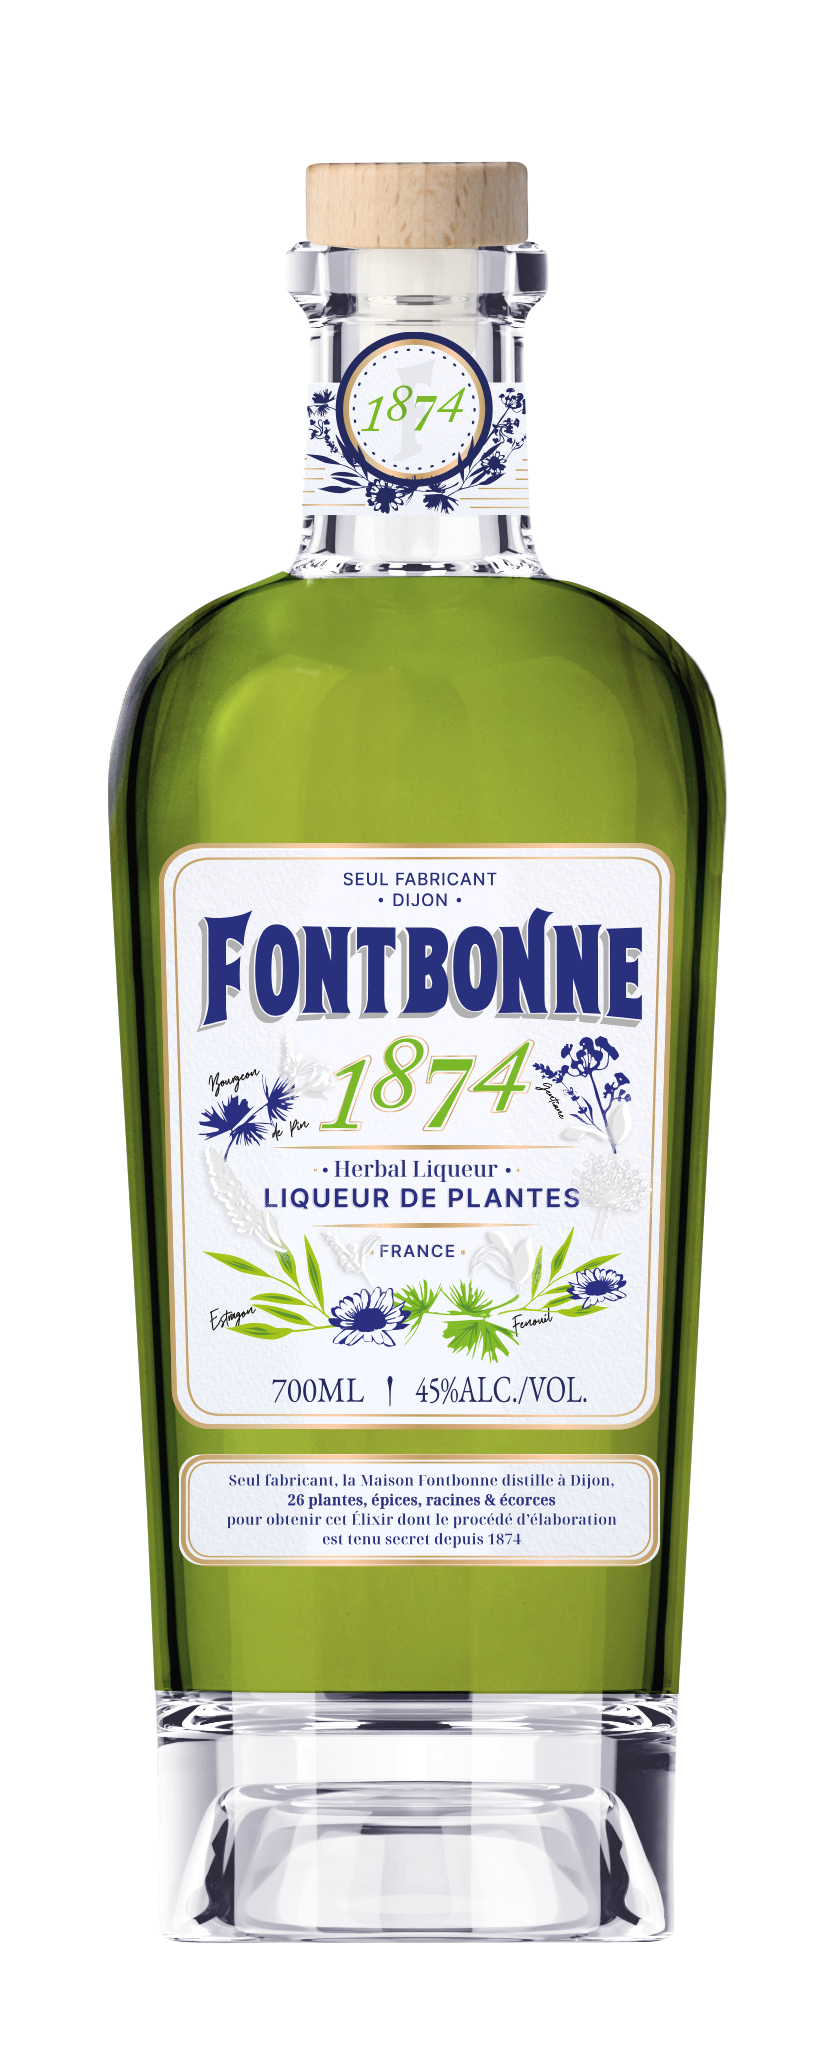 1874
SEUL FABRICANT
• DIJON •
FONTBONNE
1874
Bourgeon
de Pin
Gentiane
• Herbal Liqueur •
LIQUEUR DE PLANTES
FRANCE
Estragon
Fenouil
700ML | 45%ALC./VOL.
Seul fabricant, la Maison Fontbonne distille à Dijon,
26 plantes, épices, racines & écorces
pour obtenir cet Élixir dont le procédé d'élaboration
est tenu secret depuis 1874